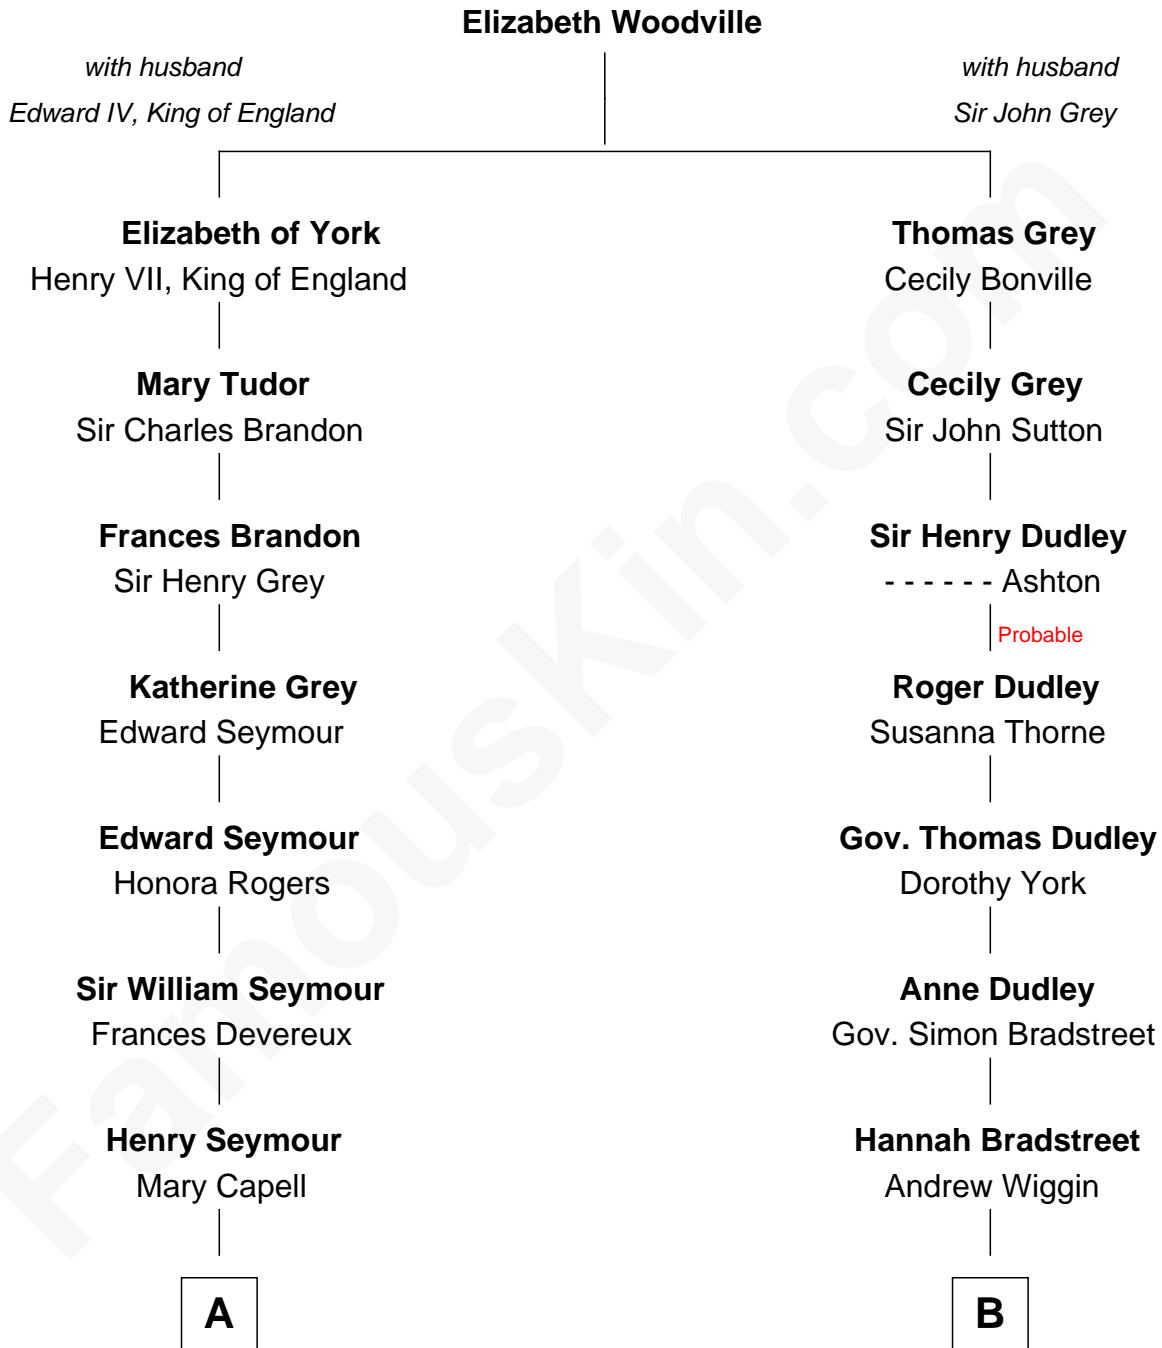 Elizabeth Woodville
with husband
Edward IV, King of England
with husband
Sir John Grey
Elizabeth of York
Henry VII, King of England
Thomas Grey
Cecily Bonville
Mary Tudor
Sir Charles Brandon
Cecily Grey
Sir John Sutton
Frances Brandon
Sir Henry Grey
Sir Henry Dudley
- - - - - - Ashton
Probable
Katherine Grey
Edward Seymour
Roger Dudley
Susanna Thorne
Edward Seymour
Honora Rogers
Gov. Thomas Dudley
Dorothy York
Sir William Seymour
Frances Devereux
Anne Dudley
Gov. Simon Bradstreet
Henry Seymour
Mary Capell
Hannah Bradstreet
Andrew Wiggin
A
B
FamousKin.com